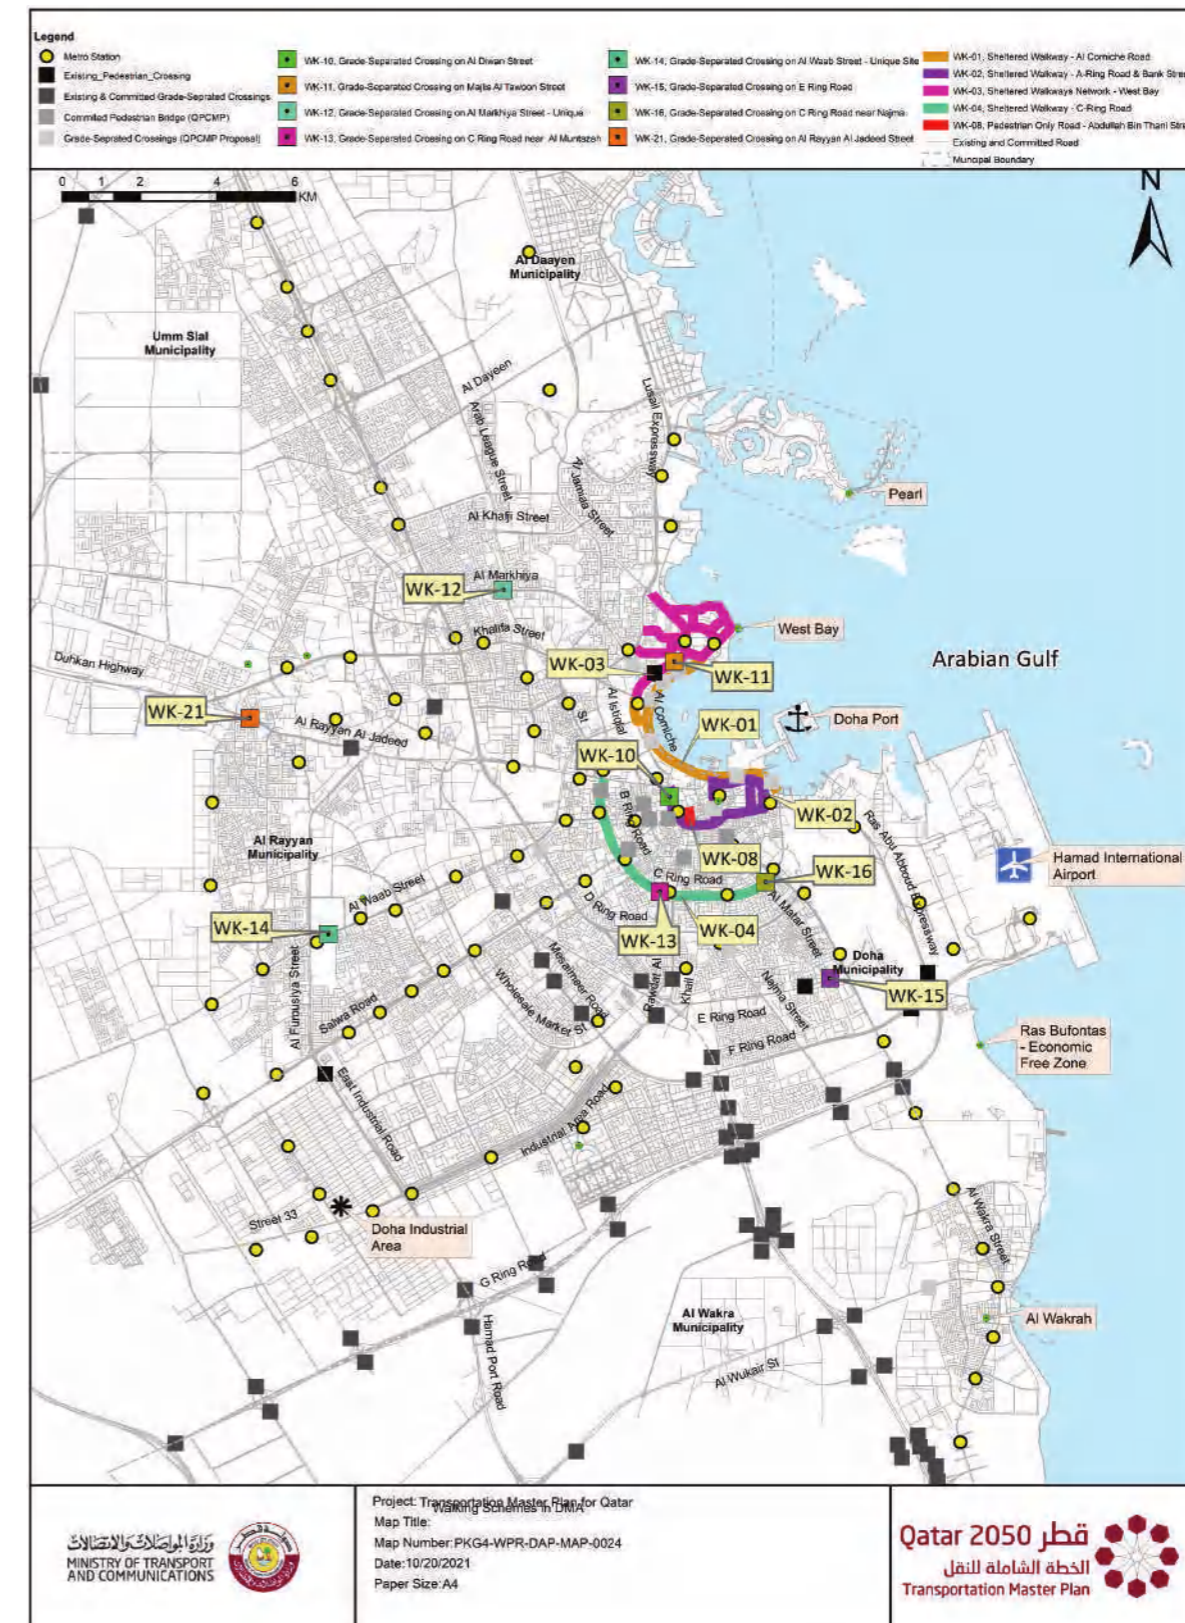 Legend
Metro Station
Existing_Pedestrian_Crossing
Existing & Committed Grade-Seprated Crossings
Committed Pedestrian Bridge (QPCMP)
Grade-Seprated Crossings (QPCMP Proposal)
WK-10, Grade-Separated Crossing on Al Diwan Street
WK-11, Grade-Separated Crossing on Majlis Al Tawoon Street
WK-12, Grade-Separated Crossing on Al Markhiya Street - Unique
WK-13, Grade-Separated Crossing on C Ring Road near Al Muntazah
WK-14, Grade-Separated Crossing on Al Waab Street - Unique Site
WK-15, Grade-Separated Crossing on E Ring Road
WK-16, Grade-Separated Crossing on C Ring Road near Najma
WK-21, Grade-Separated Crossing on Al Rayyan Al Jadeed Street
WK-01, Sheltered Walkway - Al Corniche Road
WK-02, Sheltered Walkway - A-Ring Road & Bank Stre
WK-03, Sheltered Walkways Network - West Bay
WK-04, Sheltered Walkway - C-Ring Road
WK-08, Pedestrian Only Road - Abdullah Bin Thani Stre
Existing and Committed Road
Municipal Boundary
0 1 2 4 6
KM
N
Al Daayen
Municipality
Umm Slal
Municipality
Al Dayeen
Arab League Street
Lusail Expressway
Al Jamiaa Street
Al Khafji Street
Pearl
Al Markhiya
WK-12
Khalifa Street
West Bay
Duhkan Highway
WK-03
WK-11
Arabian Gulf
WK-21
Al Rayyan Al Jadeed
St
Al Istiqlal
Al Corniche
WK-01
Doha Port
WK-10
B Ring Road
WK-02
Ras Abu Abboud Expressway
Al Rayyan
Municipality
WK-08
Hamad International
Airport
C Ring Road
WK-16
Al Waab Street
D Ring Road
Al Matar Street
WK-14
WK-13
WK-04
Al Furousiya Street
Salwa Road
Mesaimeer Road
Wholesale Market St
Rawdat Al
Khail
Najma Street
Doha
Municipality
WK-15
E Ring Road
F Ring Road
Ras Bufontas
- Economic
Free Zone
East Industrial Road
Industrial Area Road
Street 33
Doha Industrial
Area
Al Wakra Street
G Ring Road
Hamad Port Road
Al Wakra
Municipality
Al Wakrah
Al Wukair St
وزارة المواصلات والاتصالات
MINISTRY OF TRANSPORT
AND COMMUNICATIONS
Project: Transportation Master Plan for Qatar
Walking Schemes in DMA
Map Title:
Map Number:PKG4-WPR-DAP-MAP-0024
Date:10/20/2021
Paper Size:A4
Qatar 2050 قطر
الخطة الشاملة للنقل
Transportation Master Plan